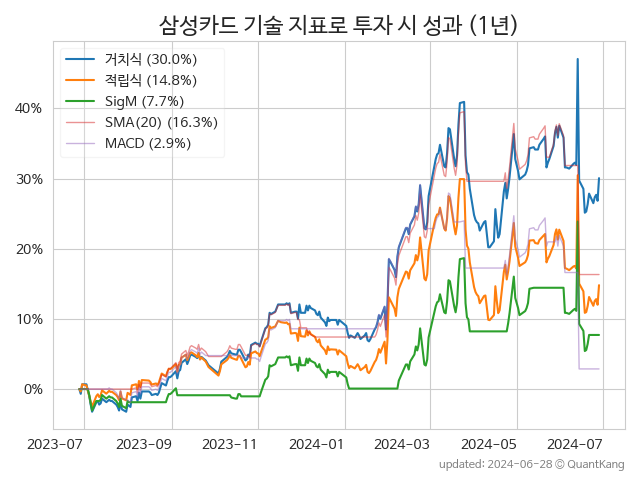 삼성카드 기술 지표로 투자 시 성과 (1년)
거치식 (30.0%)
적립식 (14.8%)
SigM (7.7%)
SMA(20) (16.3%)
MACD (2.9%)
40%
30%
20%
10%
0%
2023-07 2023-09 2023-11 2024-01 2024-03 2024-05 2024-07
updated: 2024-06-28 © QuantKang